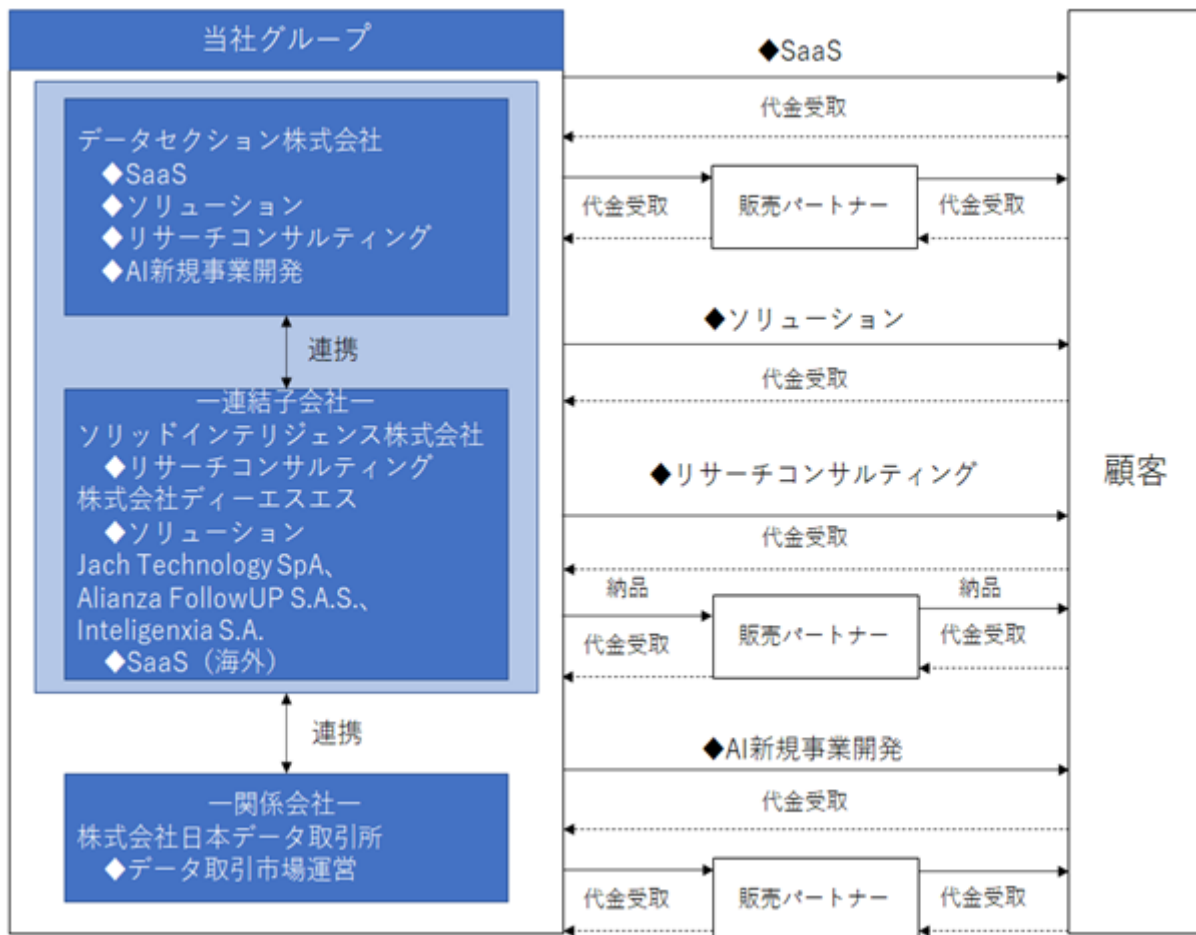 当社グループ
データセクション株式会社
◆SaaS
◆ソリューション
◆リサーチコンサルティング
◆AI新規事業開発
連携
―連結子会社―
ソリッドインテリジェンス株式会社
◆リサーチコンサルティング
株式会社ディーエスエス
◆ソリューション
Jach Technology SpA、
Alianza FollowUP S.A.S.、
Inteligenxia S.A.
◆SaaS（海外）
連携
―関係会社―
株式会社日本データ取引所
◆データ取引市場運営
◆SaaS
代金受取
代金受取
販売パートナー
代金受取
◆ソリューション
代金受取
◆リサーチコンサルティング
代金受取
納品
納品
代金受取
販売パートナー
代金受取
◆AI新規事業開発
代金受取
代金受取
販売パートナー
代金受取
顧客